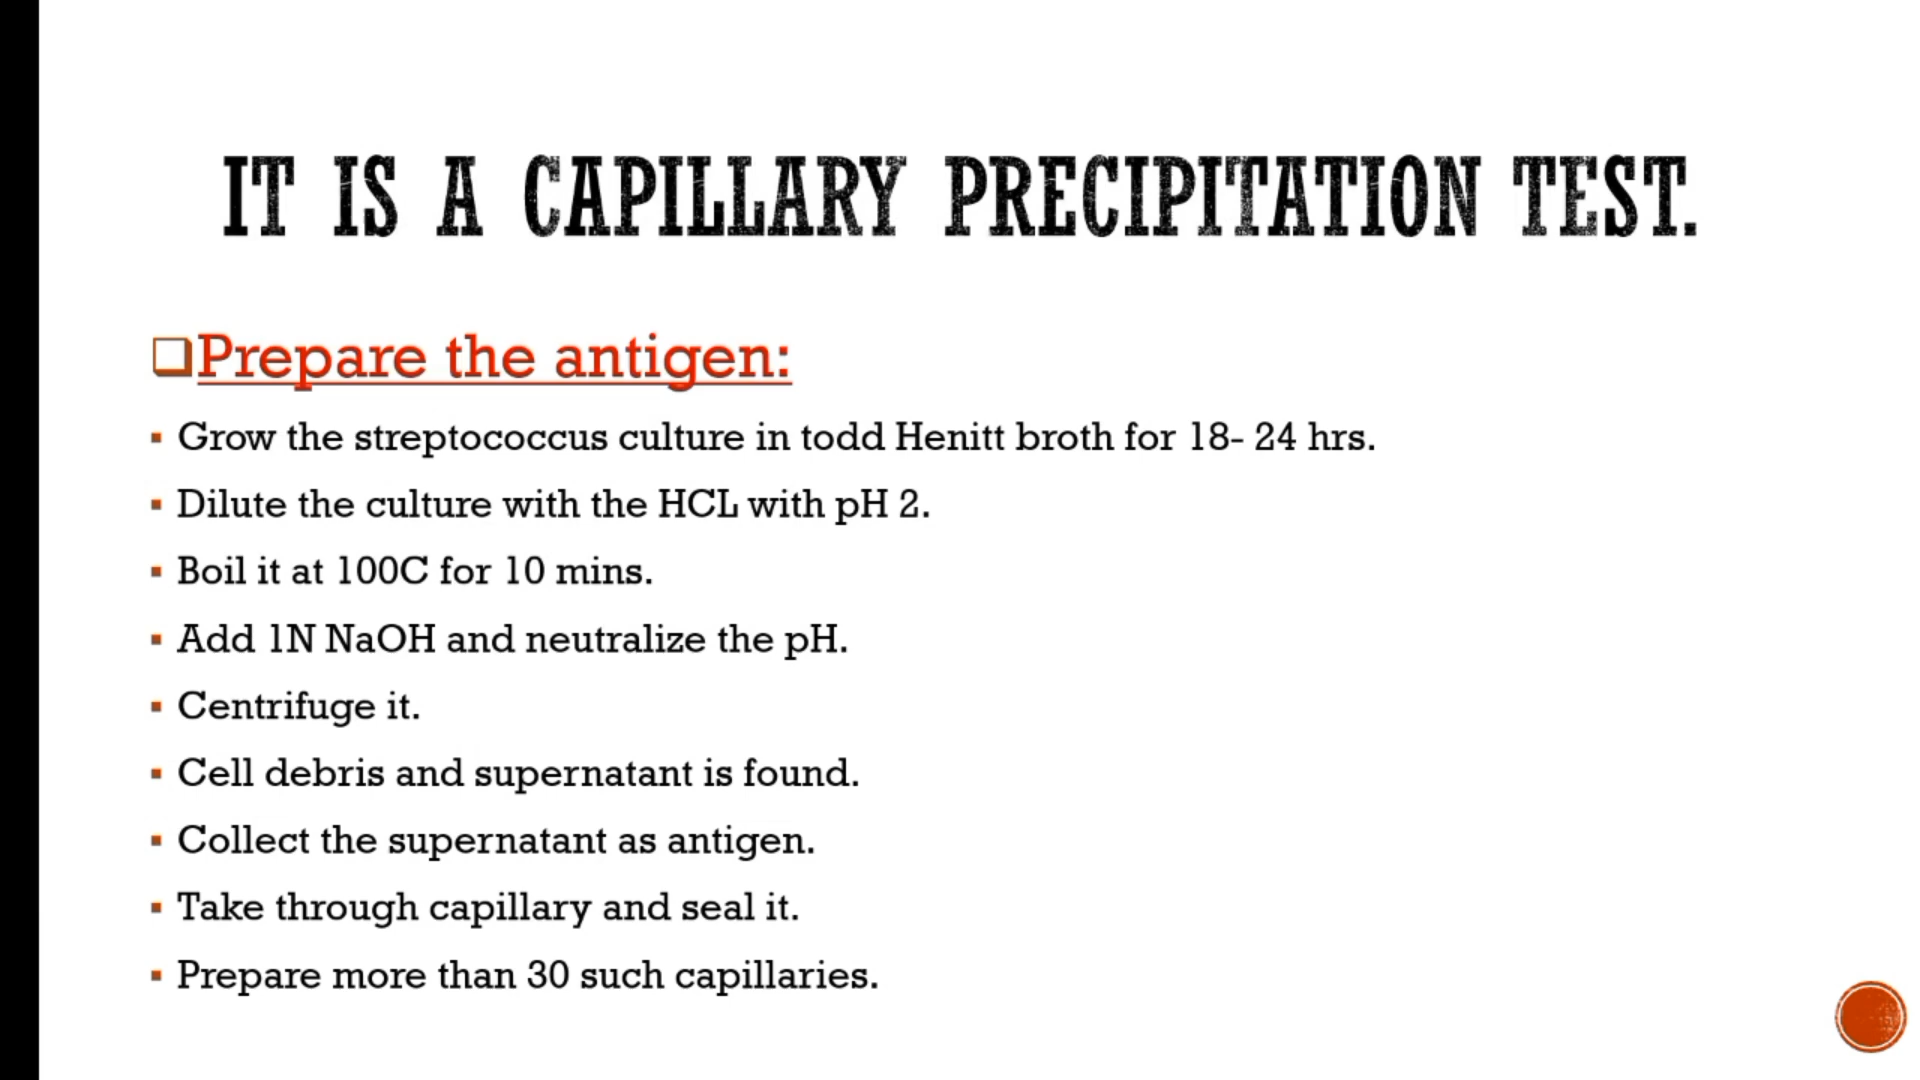 IT IS A CAPILLARY PRECIPITATION TEST.
Prepare the antigen:
Grow the streptococcus culture in todd Henitt broth for 18- 24 hrs.
Dilute the culture with the HCL with pH 2.
Boil it at 100C for 10 mins.
Add 1N NaOH and neutralize the pH.
Centrifuge it.
Cell debris and supernatant is found.
Collect the supernatant as antigen.
Take through capillary and seal it.
Prepare more than 30 such capillaries.